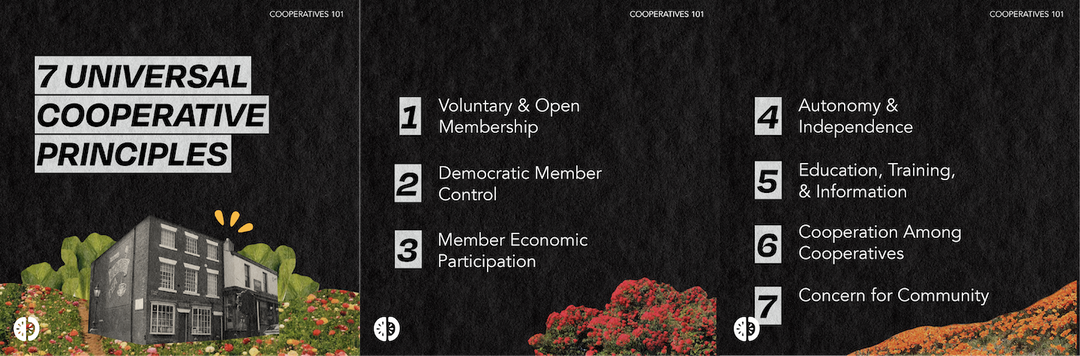 COOPERATIVES 101
7 UNIVERSAL
COOPERATIVE
PRINCIPLES
COOPERATIVES 101
1 Voluntary & Open
Membership
2 Democratic Member
Control
3 Member Economic
Participation
COOPERATIVES 101
4 Autonomy &
Independence
5 Education, Training,
& Information
6 Cooperation Among
Cooperatives
7 Concern for Community